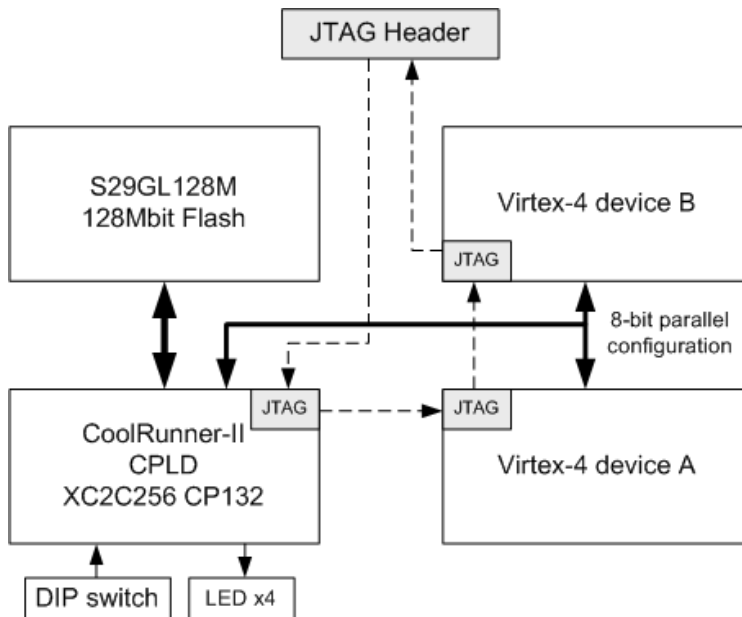 JTAG Header
S29GL128M
128Mbit Flash
Virtex-4 device B
JTAG
8-bit parallel
configuration
JTAG
CoolRunner-II
CPLD
XC2C256 CP132
JTAG
Virtex-4 device A
DIP switch
LED x4